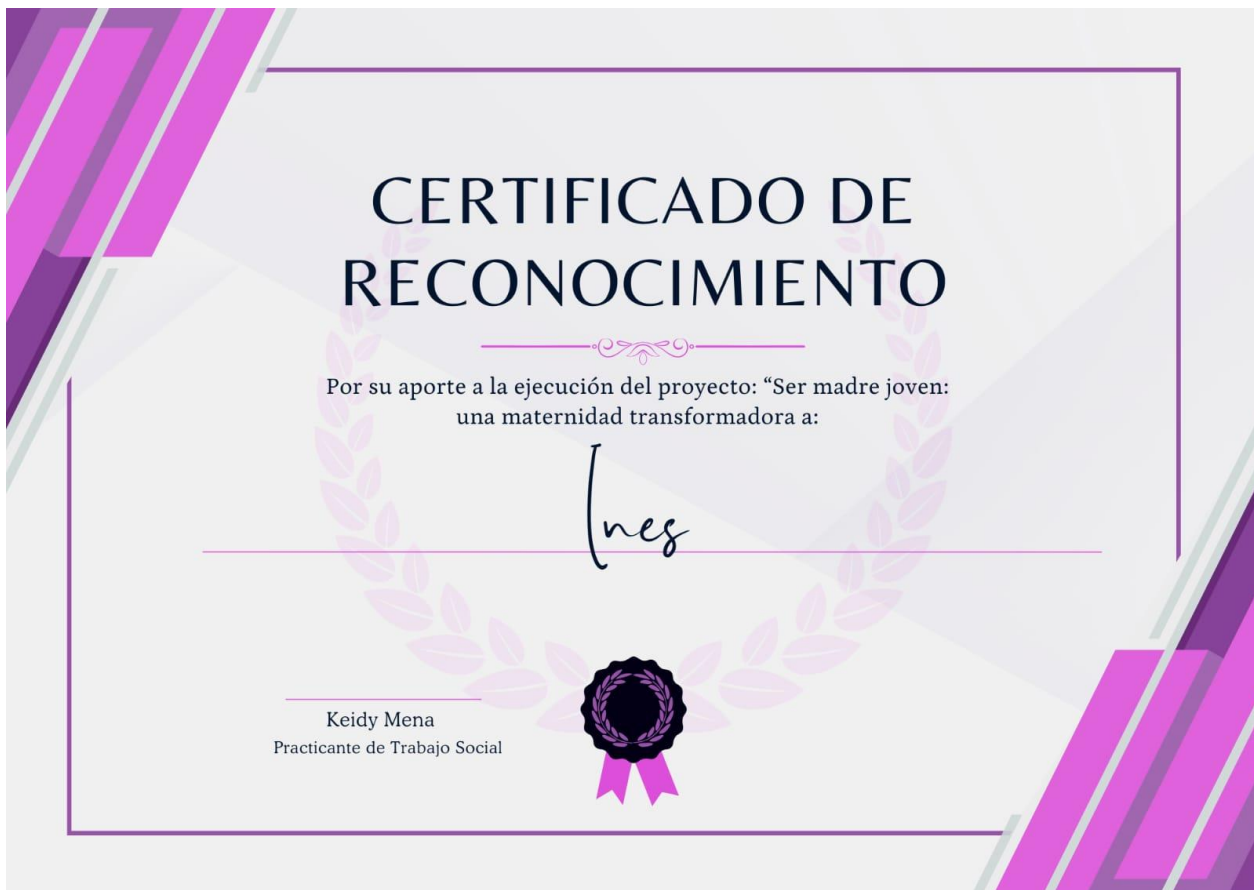 CERTIFICADO DE
RECONOCIMIENTO
Por su aporte a la ejecución del proyecto: “Ser madre joven:
una maternidad transformadora a:
Ines
Keidy Mena
Practicante de Trabajo Social